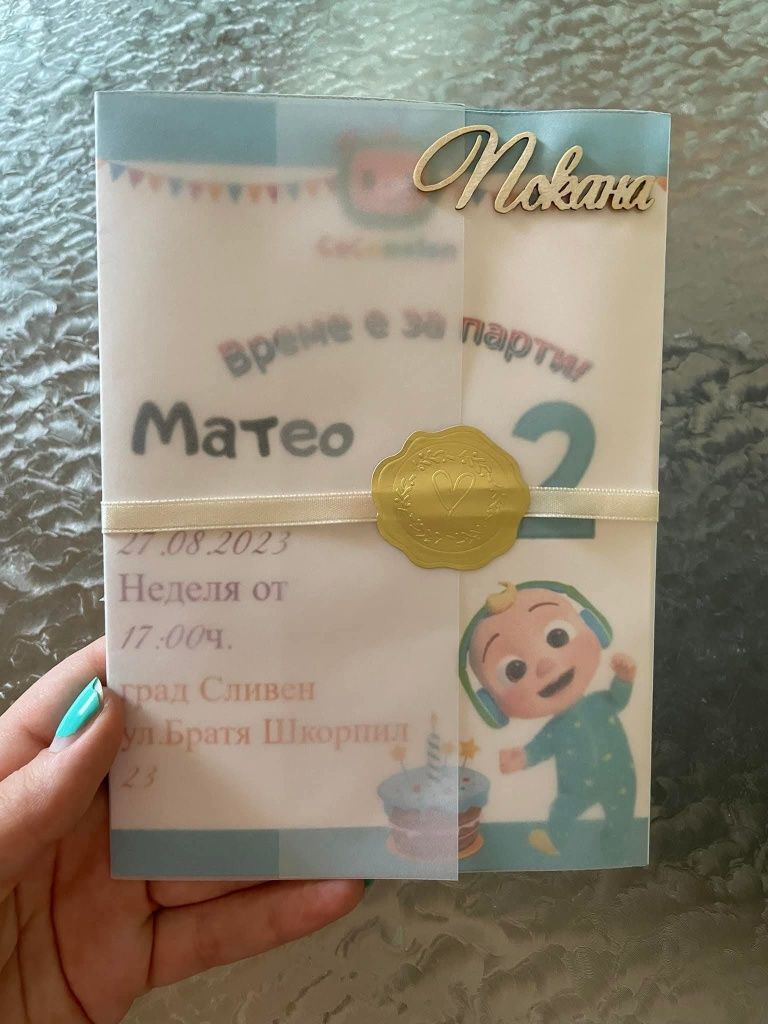 Покана
CoComelon
време е за парти!
Матео
2
27.08.2023
Неделя от
17:00ч.
град Сливен
ул.Братя Шкорпил
23